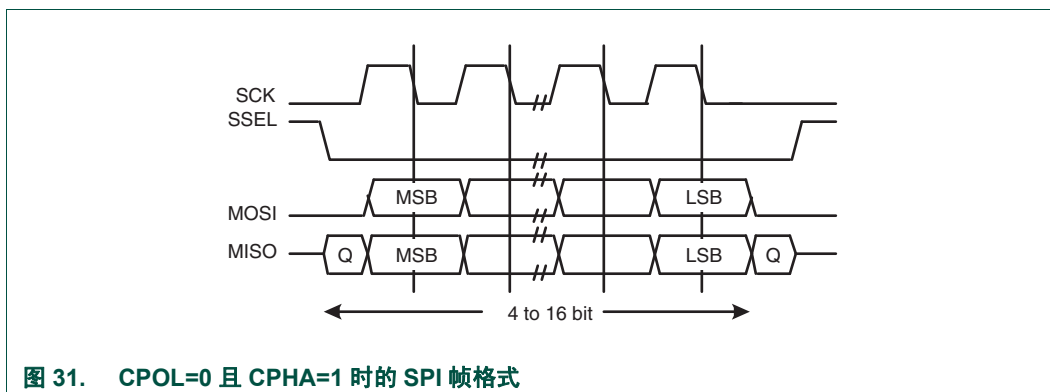 SCK
SSEL
MOSI
MSB
LSB
MISO
Q
MSB
LSB
Q
4 to 16 bit
图 31. CPOL=0 且 CPHA=1 时的 SPI 帧格式